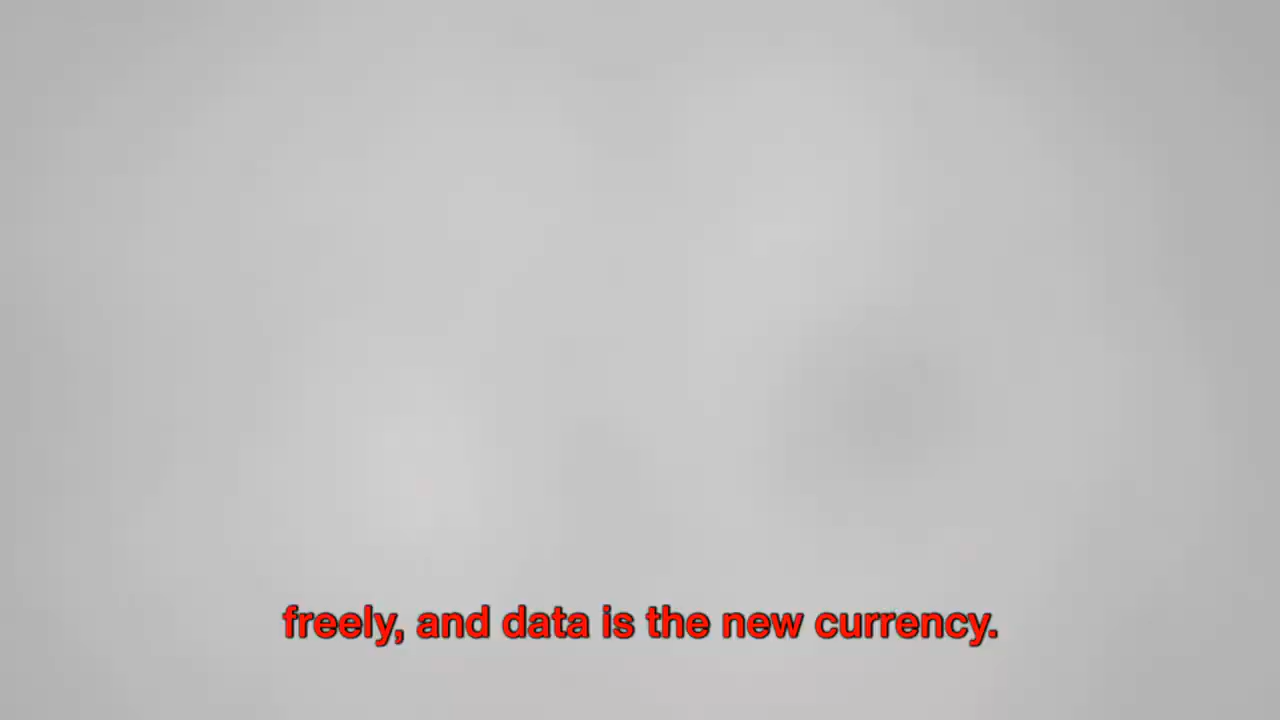 freely, and data is the new currency.